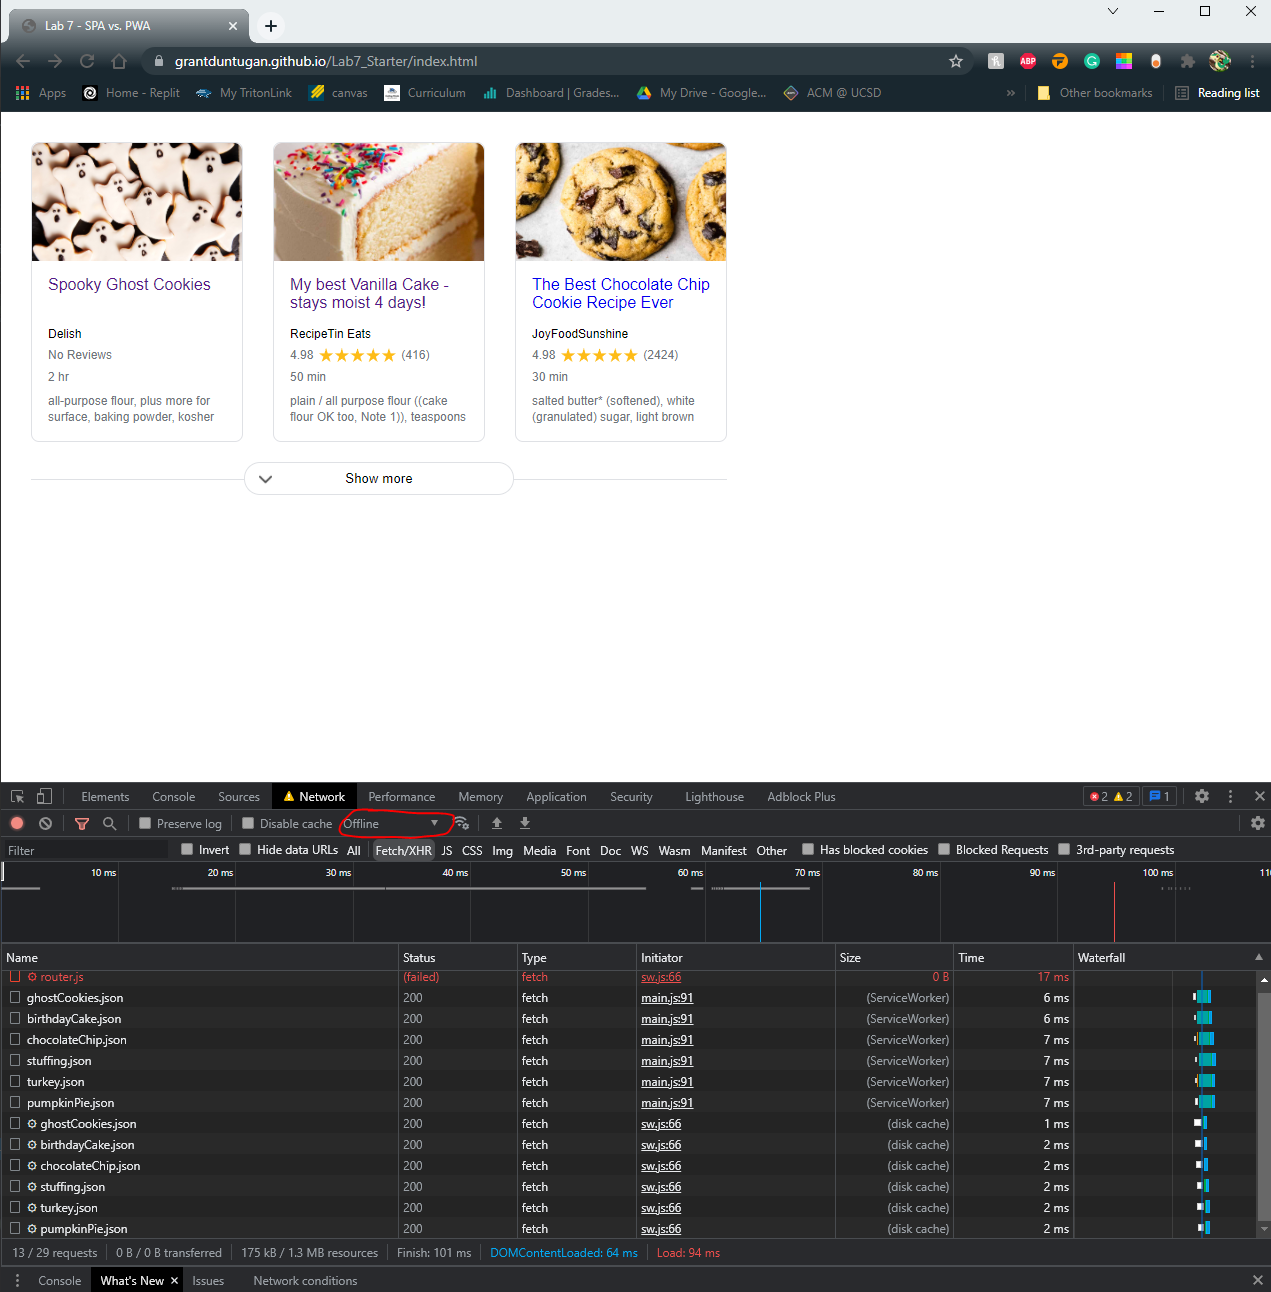 Lab 7 - SPA vs. PWA
grantduntugan.github.io/Lab7_Starter/index.html
ABP
Apps Home - Replit My TritonLink canvas Curriculum Dashboard | Grades... My Drive - Google... ACM @ UCSD » Other bookmarks Reading list
Spooky Ghost Cookies
Delish
No Reviews
2 hr
all-purpose flour, plus more for
surface, baking powder, kosher
My best Vanilla Cake -
stays moist 4 days!
RecipeTin Eats
4.98 ★★★★★ (416)
50 min
plain / all purpose flour ((cake
flour OK too, Note 1)), teaspoons
The Best Chocolate Chip
Cookie Recipe Ever
JoyFoodSunshine
4.98 ★★★★★ (2424)
30 min
salted butter* (softened), white
(granulated) sugar, light brown
Show more
Elements Console Sources Network Performance Memory Application Security Lighthouse Adblock Plus 2 2 1
Preserve log Disable cache Offline
Filter Invert Hide data URLs All Fetch/XHR JS CSS Img Media Font Doc WS Wasm Manifest Other Has blocked cookies Blocked Requests 3rd-party requests
10 ms 20 ms 30 ms 40 ms 50 ms 60 ms 70 ms 80 ms 90 ms 100 ms 11
Name Status Type Initiator Size Time Waterfall
router.js (failed) fetch sw.js:66 0 B 17 ms
ghostCookies.json 200 fetch main.js:91 (ServiceWorker) 6 ms
birthdayCake.json 200 fetch main.js:91 (ServiceWorker) 6 ms
chocolateChip.json 200 fetch main.js:91 (ServiceWorker) 7 ms
stuffing.json 200 fetch main.js:91 (ServiceWorker) 7 ms
turkey.json 200 fetch main.js:91 (ServiceWorker) 7 ms
pumpkinPie.json 200 fetch main.js:91 (ServiceWorker) 7 ms
ghostCookies.json 200 fetch sw.js:66 (disk cache) 1 ms
birthdayCake.json 200 fetch sw.js:66 (disk cache) 2 ms
chocolateChip.json 200 fetch sw.js:66 (disk cache) 2 ms
stuffing.json 200 fetch sw.js:66 (disk cache) 2 ms
turkey.json 200 fetch sw.js:66 (disk cache) 2 ms
pumpkinPie.json 200 fetch sw.js:66 (disk cache) 2 ms
13 / 29 requests 0 B / 0 B transferred 175 kB / 1.3 MB resources Finish: 101 ms DOMContentLoaded: 64 ms Load: 94 ms
Console What's New Issues Network conditions